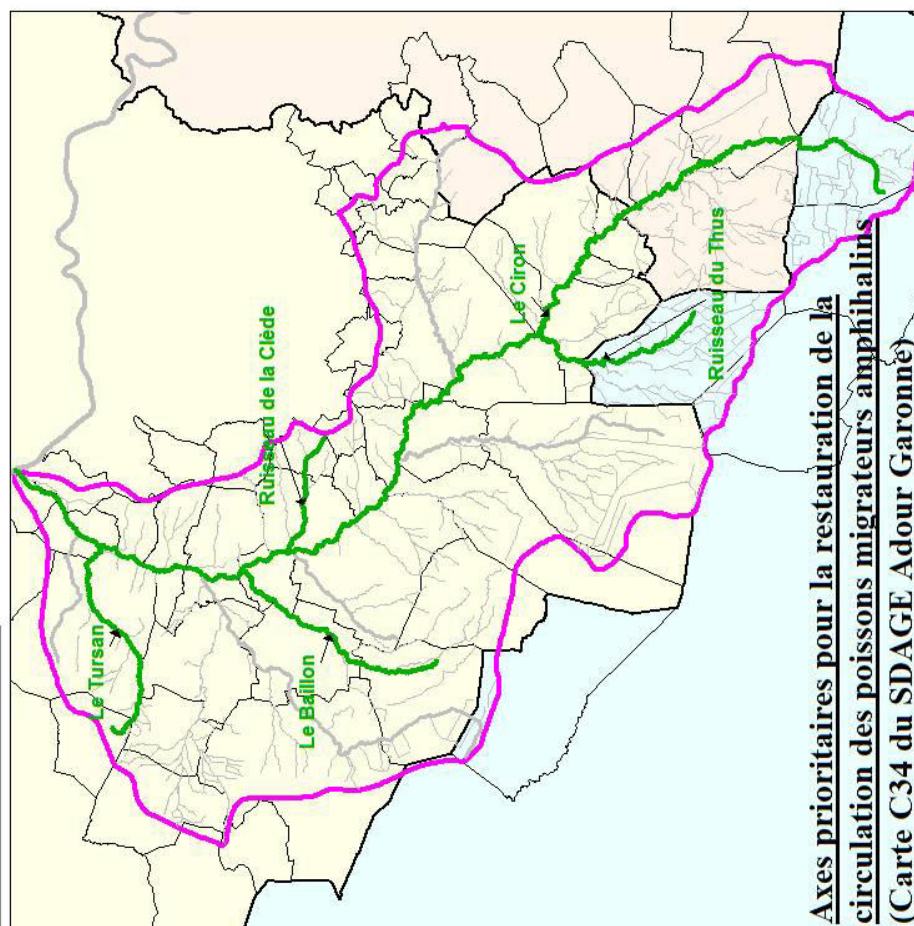 Le Tursan
Le Baillon
Ruisseau de la Clède
Le Ciron
Ruisseau du Thus
Axes prioritaires pour la restauration de la
circulation des poissons migrateurs amphihalins
(Carte C34 du SDAGE Adour Garonne)